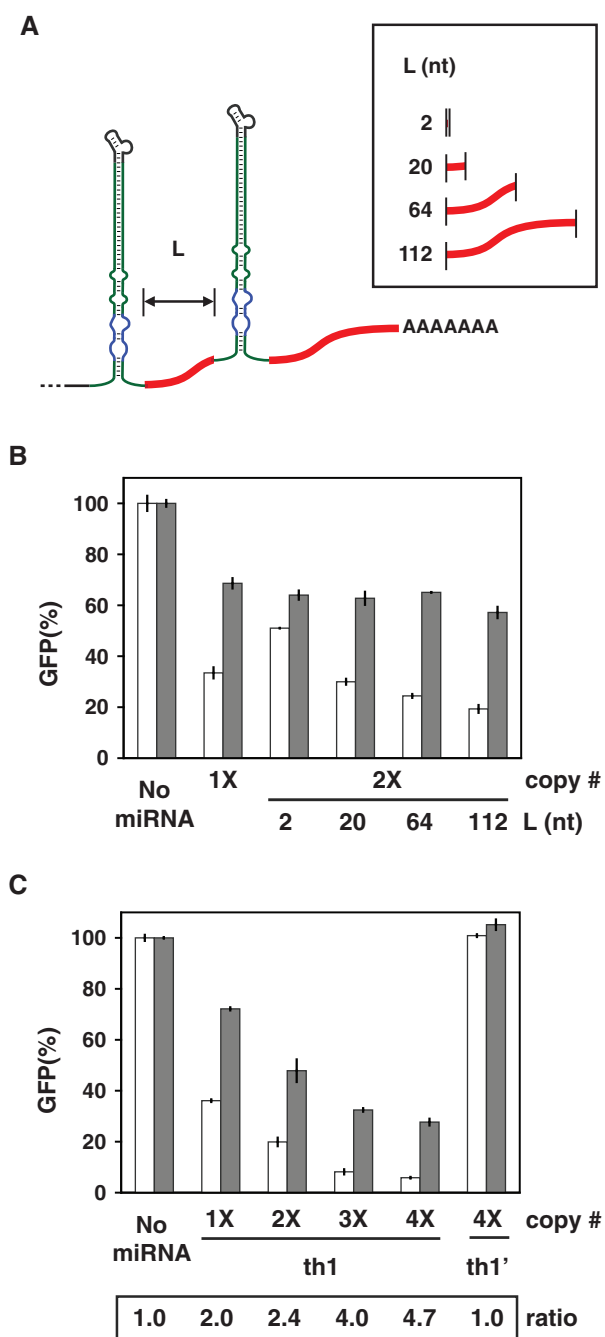 A
L (nt)
2
20
64
112
L
AAAAAAA
B
100
80
60
40
20
0
GFP(%)
No miRNA
1X
2X
copy #
2
20
64
112
L (nt)
C
100
80
60
40
20
0
GFP(%)
No miRNA
1X
2X
3X
4X
4X
copy #
th1
th1’
1.0
2.0
2.4
4.0
4.7
1.0
ratio